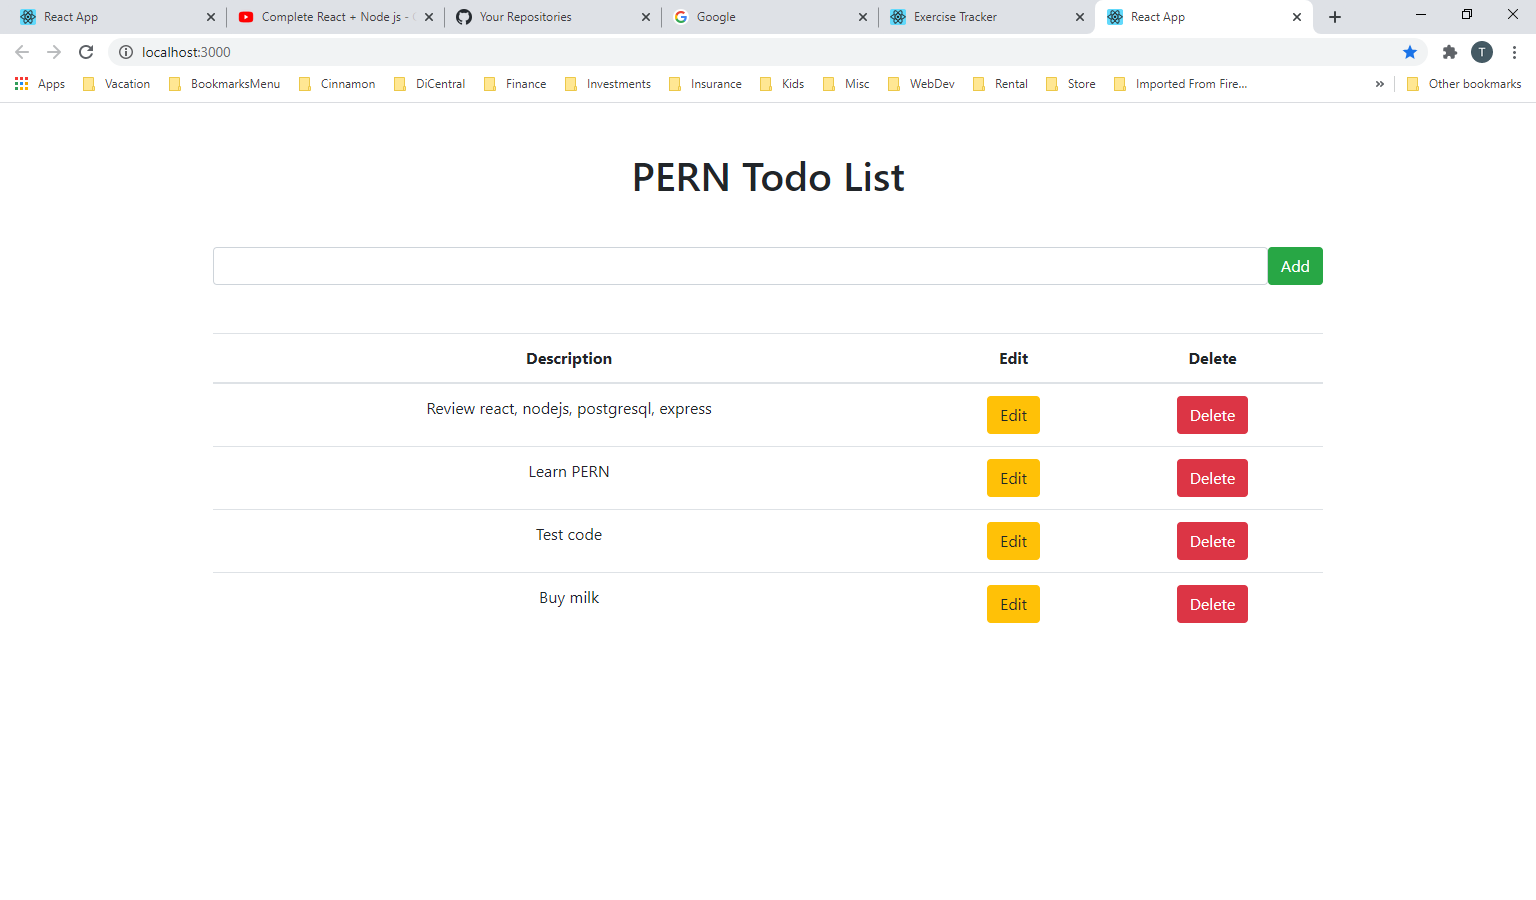 React App
Complete React + Node js -
Your Repositories
Google
Exercise Tracker
React App
localhost:3000
T
Apps Vacation BookmarksMenu Cinnamon DiCentral Finance Investments Insurance Kids Misc WebDev Rental Store Imported From Fire... » Other bookmarks
PERN Todo List
Add
Description Edit Delete
Review react, nodejs, postgresql, express Edit Delete
Learn PERN Edit Delete
Test code Edit Delete
Buy milk Edit Delete